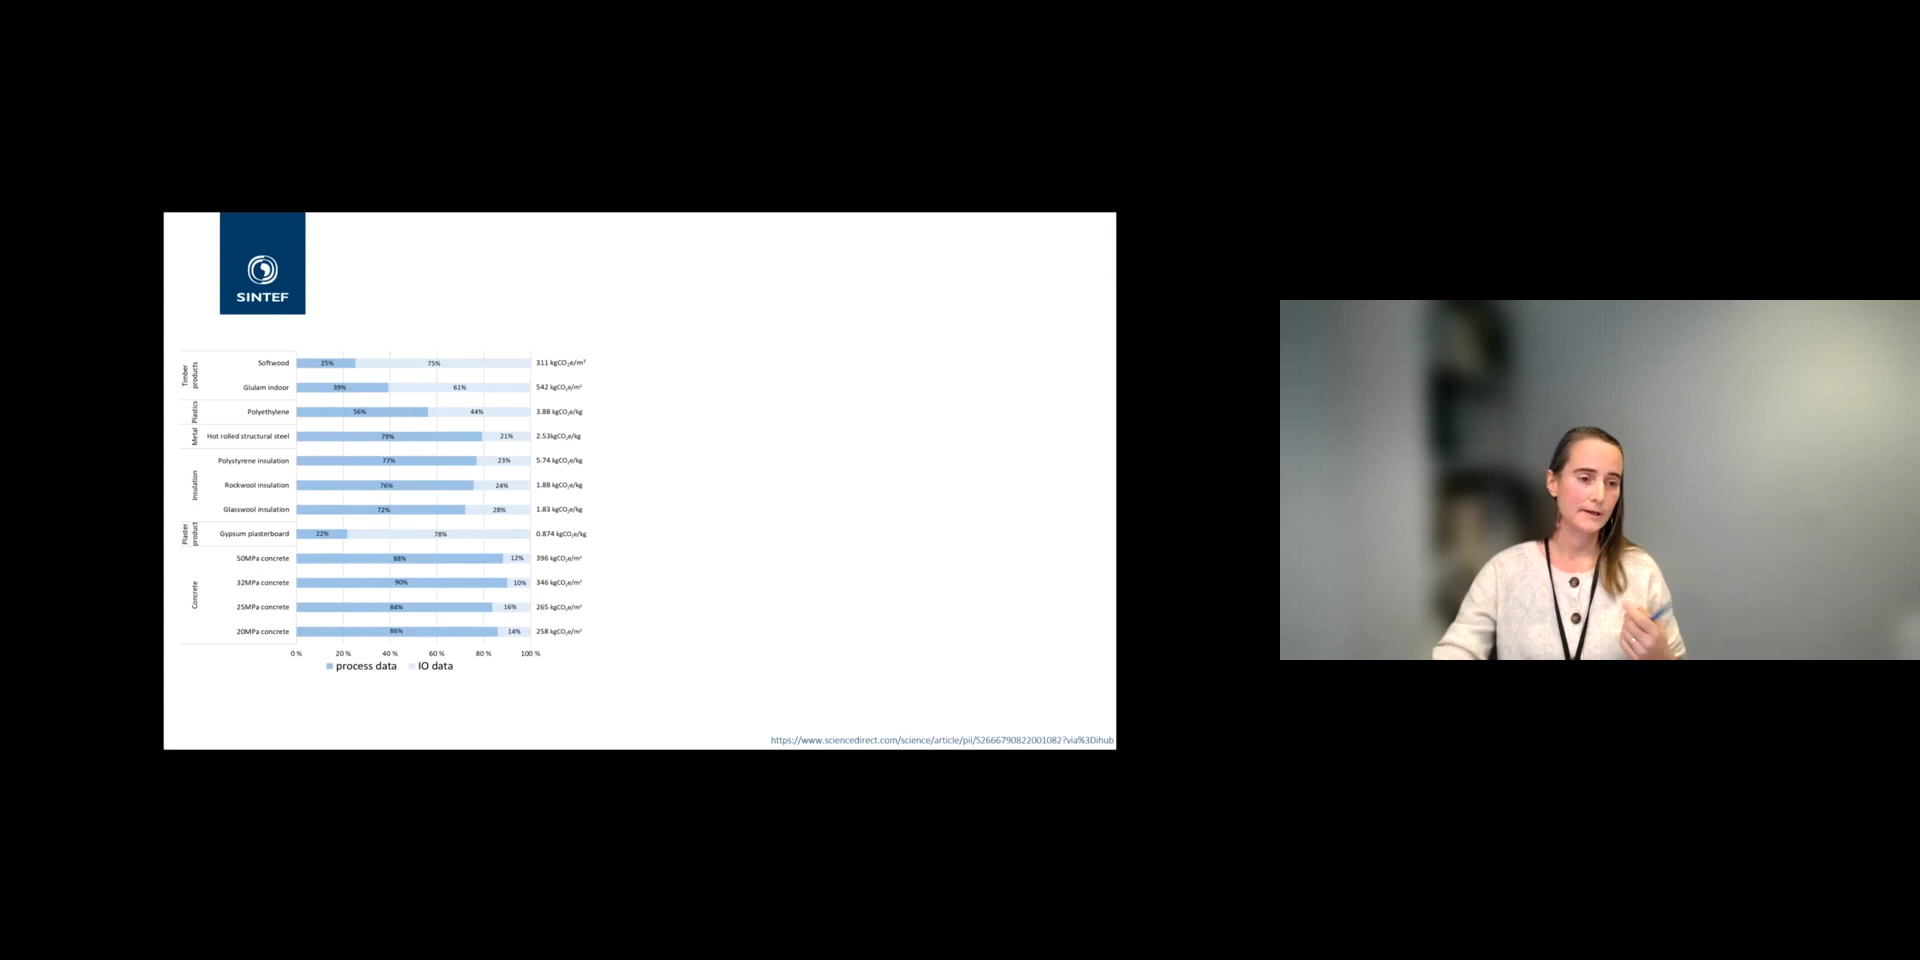 SINTEF
Timber products
Softwood 25% 75% 311 kgCO₂e/m³
Glulam indoor 39% 61% 542 kgCO₂e/m³
Plastics
Polyethylene 56% 44% 3.88 kgCO₂e/kg
Metal
Hot rolled structural steel 79% 21% 2.53kgCO₂e/kg
Insulation
Polystyrene insulation 77% 23% 5.74 kgCO₂e/kg
Rockwool insulation 76% 24% 1.88 kgCO₂e/kg
Glasswool insulation 72% 28% 1.83 kgCO₂e/kg
Plaster product
Gypsum plasterboard 22% 78% 0.874 kgCO₂e/kg
Concrete
50MPa concrete 88% 12% 396 kgCO₂e/m³
32MPa concrete 90% 10% 346 kgCO₂e/m³
25MPa concrete 84% 16% 265 kgCO₂e/m³
20MPa concrete 86% 14% 258 kgCO₂e/m³
0 % 20 % 40 % 60 % 80 % 100 %
process data IO data
https://www.sciencedirect.com/science/article/pii/S2666790822001082?via%3Dihub